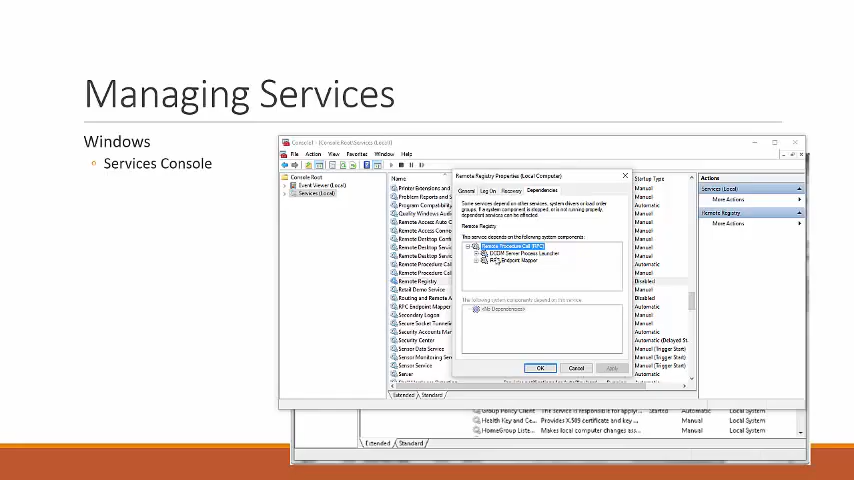 Managing Services
Windows
Services Console
Console1 - [Console Root\Services (Local)]
File Action View Favorites Window Help
Console Root
Event Viewer (Local)
Services (Local)
Name
Printer Extensions and
Problem Reports and S
Program Compatibility
Quality Windows Audi
Remote Access Auto
Remote Access Conn
Remote Desktop Conf
Remote Desktop Servi
Remote Desktop Servi
Remote Procedure Cal
Remote Procedure Cal
Remote Registry
Retail Demo Service
Routing and Remote A
RPC Endpoint Mapper
Secondary Logon
Secure Socket Tunnelin
Security Accounts Man
Security Center
Sensor Data Service
Sensor Monitoring Serv
Sensor Service
Server
Extended Standard
Remote Registry Properties (Local Computer)
General Log On Recovery Dependencies
Some services depend on other services, system drivers or load order
groups. If a system component is stopped, or is not running properly,
dependent services can be affected.
Remote Registry
This service depends on the following system components:
Remote Procedure Call (RPC)
DCOM Server Process Launcher
RPC Endpoint Mapper
The following system components depend on this service:
<No Dependencies>
OK Cancel Apply
Startup Type
Manual
Manual
Automatic
Manual
Manual
Manual
Manual
Manual
Manual
Automatic
Manual
Disabled
Manual
Disabled
Automatic
Manual
Manual
Automatic
Automatic (Delayed St
Manual (Trigger Start)
Manual (Trigger Start)
Manual (Trigger Start)
Automatic
Actions
Services (Local)
More Actions
Remote Registry
More Actions
Group Policy Client The service is responsible for applyi... Started Automatic Local System
Health Key and Ce... Provides X.509 certificate and key ... Manual Local System
HomeGroup Liste... Makes local computer changes ass... Manual Local System
Extended Standard